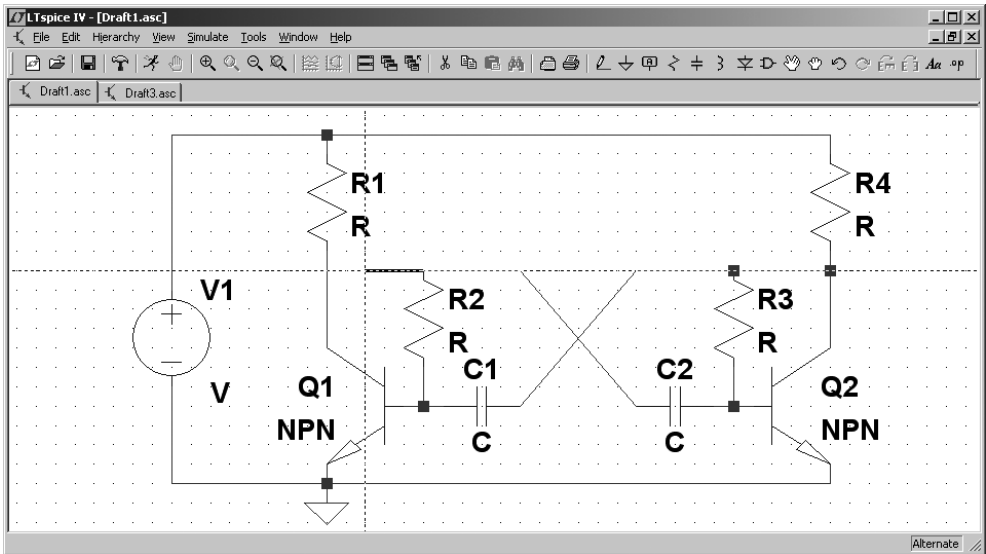 LTspice IV - [Draft1.asc]
File Edit Hierarchy View Simulate Tools Window Help
Aa .op
Draft1.asc Draft3.asc
R1
R
R4
R
V1
V
R2
R
R3
R
C1
C
C2
C
Q1
NPN
Q2
NPN
Alternate